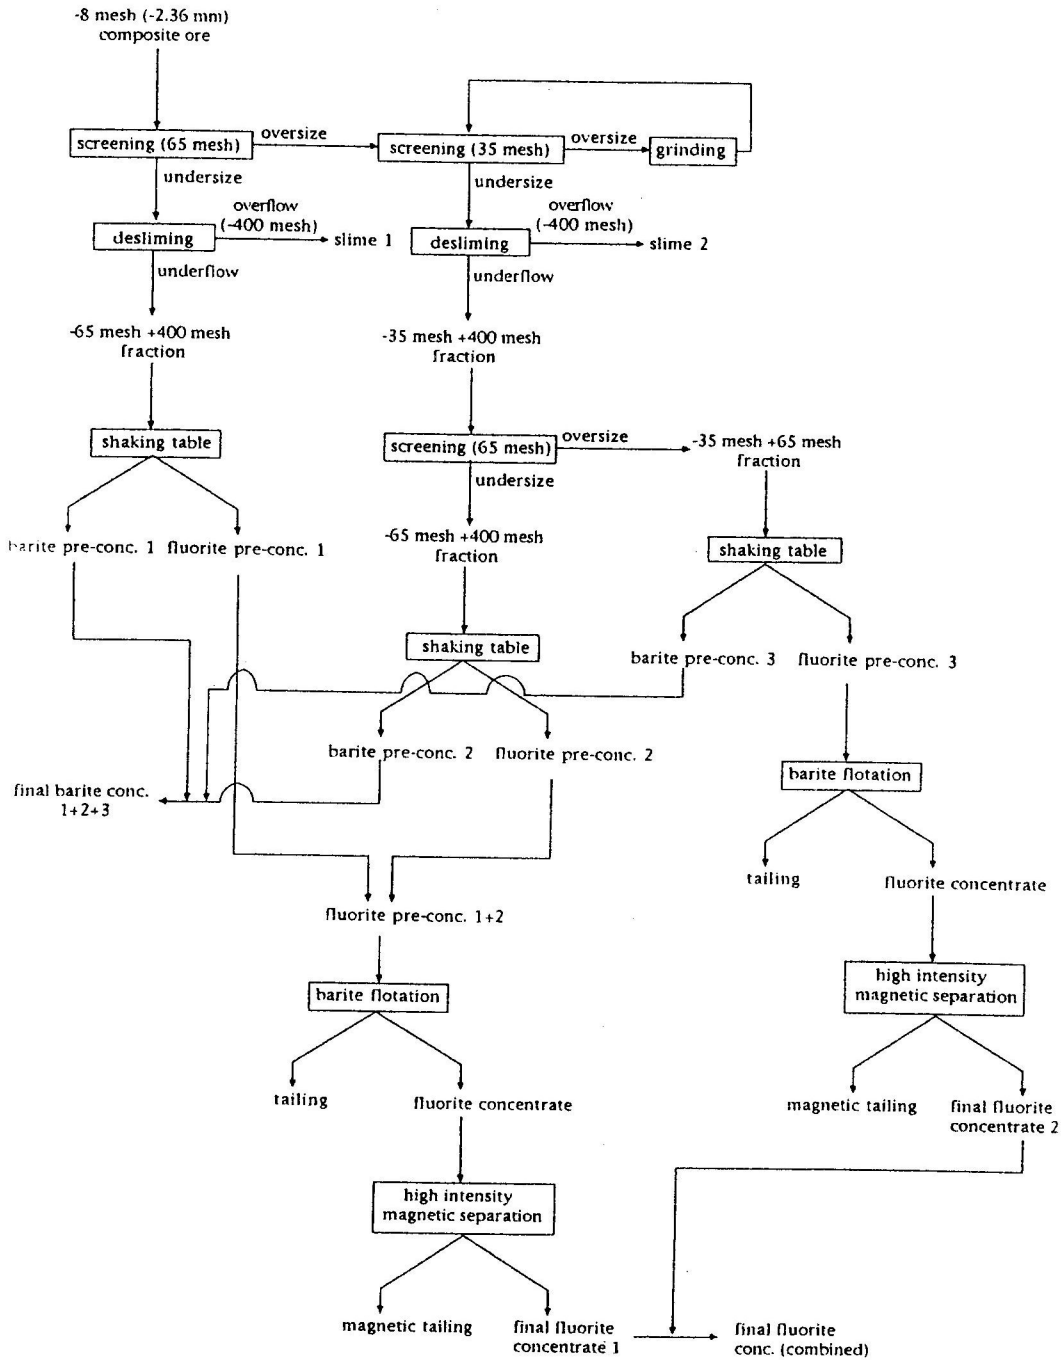 -8 mesh (-2.36 mm)
composite ore
screening (65 mesh)
oversize
screening (35 mesh)
oversize
grinding
undersize
undersize
desliming
overflow
(-400 mesh)
slime 1
desliming
overflow
(-400 mesh)
slime 2
underflow
underflow
-65 mesh +400 mesh
fraction
-35 mesh +400 mesh
fraction
shaking table
screening (65 mesh)
oversize
-35 mesh +65 mesh
fraction
undersize
barite pre-conc. 1
fluorite pre-conc. 1
-65 mesh +400 mesh
fraction
shaking table
shaking table
barite pre-conc. 3
fluorite pre-conc. 3
barite pre-conc. 2
fluorite pre-conc. 2
barite flotation
final barite conc.
1+2+3
tailing
fluorite concentrate
fluorite pre-conc. 1+2
high intensity
magnetic separation
barite flotation
tailing
fluorite concentrate
magnetic tailing
final fluorite
concentrate 2
high intensity
magnetic separation
magnetic tailing
final fluorite
concentrate 1
final fluorite
conc. (combined)